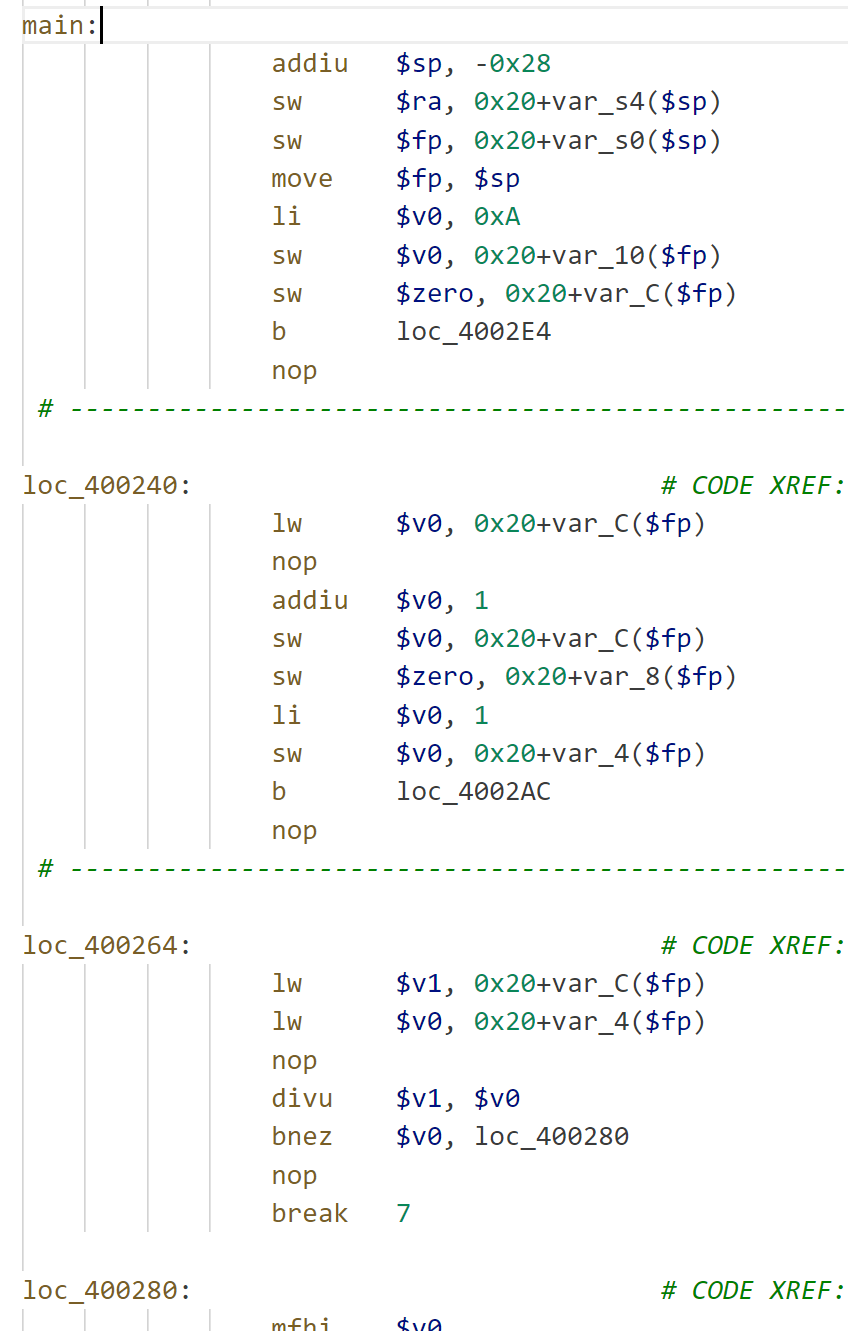 main:
addiu $sp, -0x28
sw $ra, 0x20+var_s4($sp)
sw $fp, 0x20+var_s0($sp)
move $fp, $sp
li $v0, 0xA
sw $v0, 0x20+var_10($fp)
sw $zero, 0x20+var_C($fp)
b loc_4002E4
nop
# --------------------------------------------------
loc_400240: # CODE XREF:
lw $v0, 0x20+var_C($fp)
nop
addiu $v0, 1
sw $v0, 0x20+var_C($fp)
sw $zero, 0x20+var_8($fp)
li $v0, 1
sw $v0, 0x20+var_4($fp)
b loc_4002AC
nop
# --------------------------------------------------
loc_400264: # CODE XREF:
lw $v1, 0x20+var_C($fp)
lw $v0, 0x20+var_4($fp)
nop
divu $v1, $v0
bnez $v0, loc_400280
nop
break 7
loc_400280: # CODE XREF:
mfhi $v0